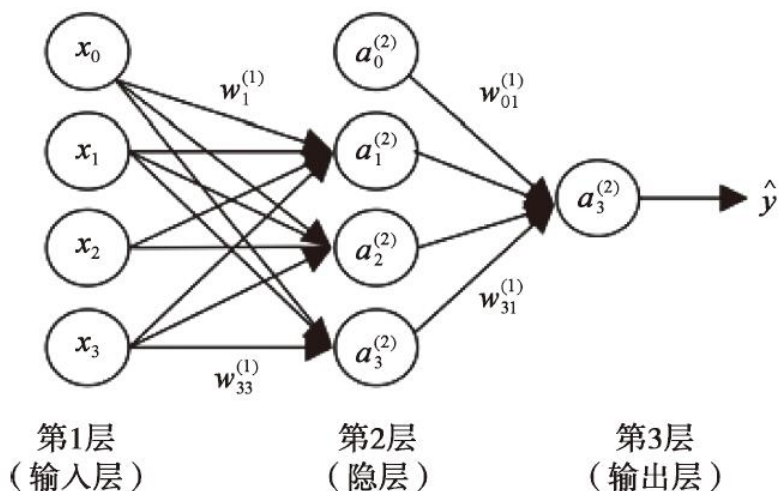 x₀
a₀⁽²⁾
w₁⁽¹⁾
w₀₁⁽¹⁾
x₁
a₁⁽²⁾
a₃⁽²⁾
ŷ
x₂
a₂⁽²⁾
w₃₁⁽¹⁾
x₃
a₃⁽²⁾
w₃₃⁽¹⁾
第1层
（输入层）
第2层
（隐层）
第3层
（输出层）